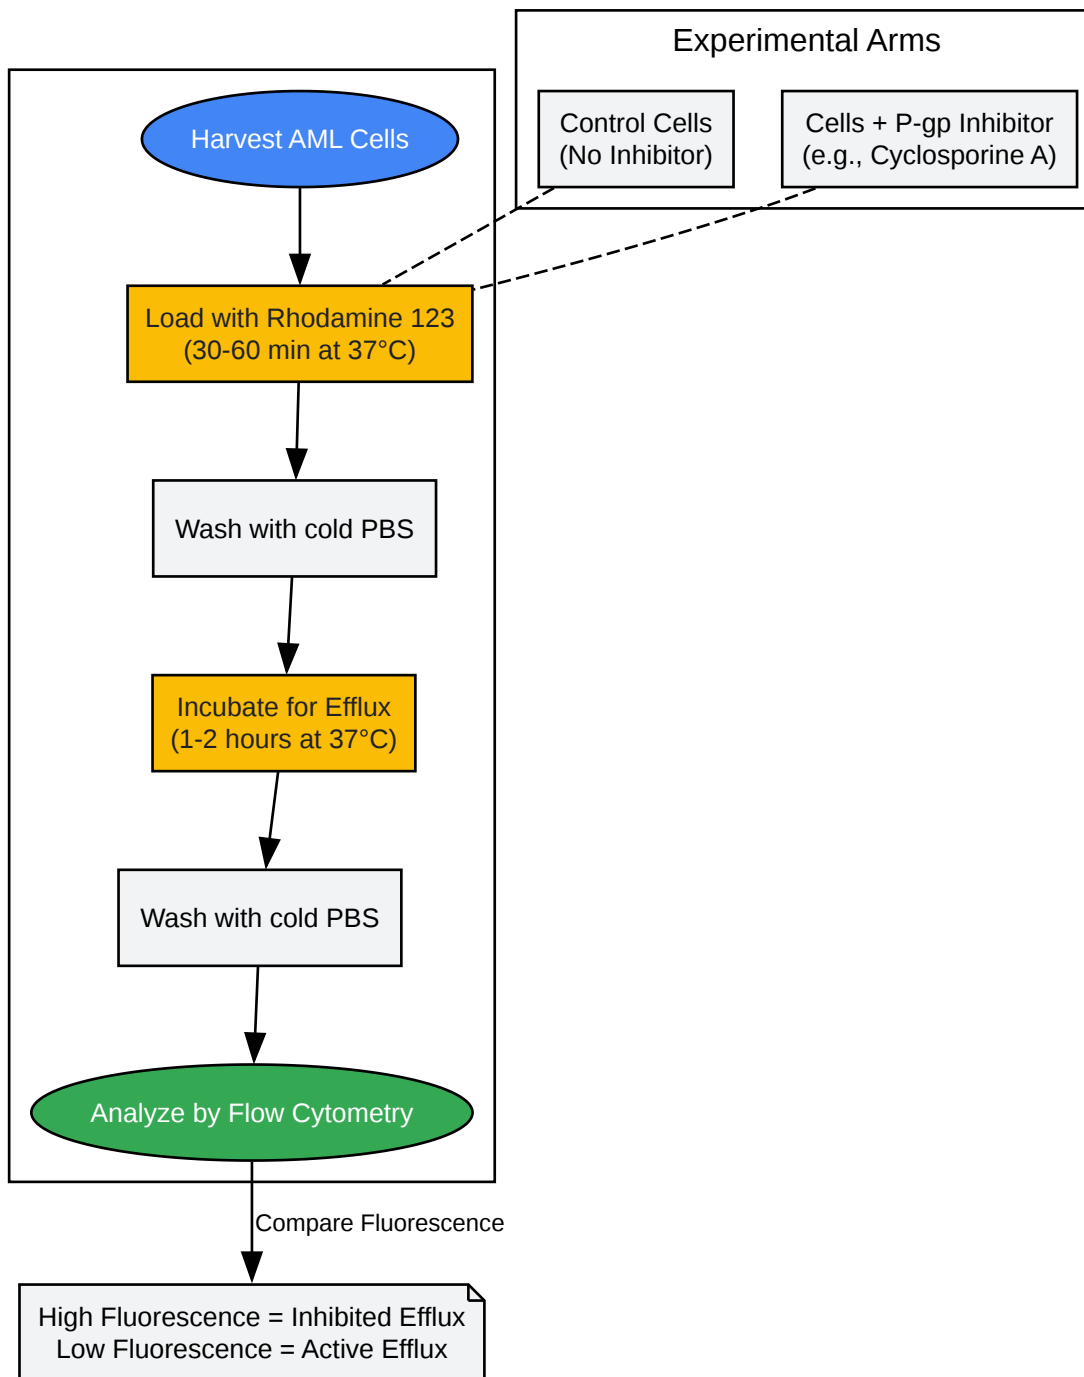 Experimental Arms
Harvest AML Cells
Control Cells
(No Inhibitor)
Cells + P-gp Inhibitor
(e.g., Cyclosporine A)
Load with Rhodamine 123
(30-60 min at 37°C)
Wash with cold PBS
Incubate for Efflux
(1-2 hours at 37°C)
Wash with cold PBS
Analyze by Flow Cytometry
Compare Fluorescence
High Fluorescence = Inhibited Efflux
Low Fluorescence = Active Efflux